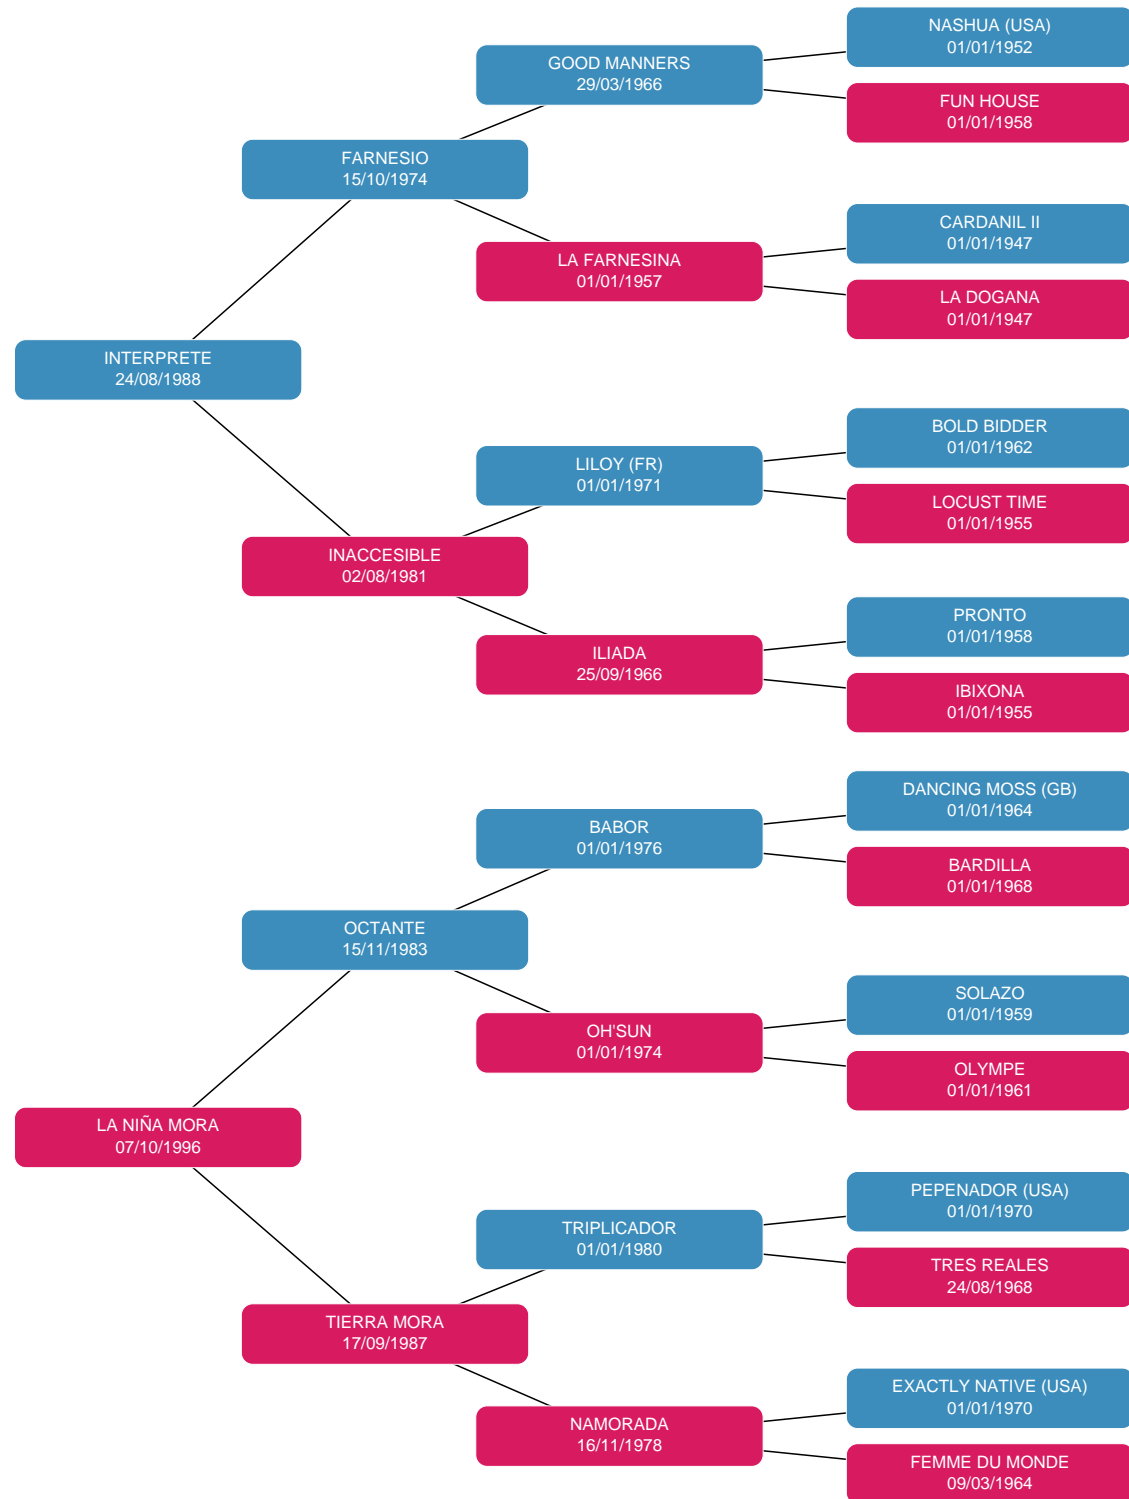 NASHUA (USA)
01/01/1952
GOOD MANNERS
29/03/1966
FUN HOUSE
01/01/1958
FARNESIO
15/10/1974
CARDANIL II
01/01/1947
LA FARNESINA
01/01/1957
LA DOGANA
01/01/1947
INTERPRETE
24/08/1988
BOLD BIDDER
01/01/1962
LILOY (FR)
01/01/1971
LOCUST TIME
01/01/1955
INACCESIBLE
02/08/1981
PRONTO
01/01/1958
ILIADA
25/09/1966
IBIXONA
01/01/1955
DANCING MOSS (GB)
01/01/1964
BABOR
01/01/1976
BARDILLA
01/01/1968
OCTANTE
15/11/1983
SOLAZO
01/01/1959
OH'SUN
01/01/1974
OLYMPE
01/01/1961
LA NIÑA MORA
07/10/1996
PEPENADOR (USA)
01/01/1970
TRIPLICADOR
01/01/1980
TRES REALES
24/08/1968
TIERRA MORA
17/09/1987
EXACTLY NATIVE (USA)
01/01/1970
NAMORADA
16/11/1978
FEMME DU MONDE
09/03/1964